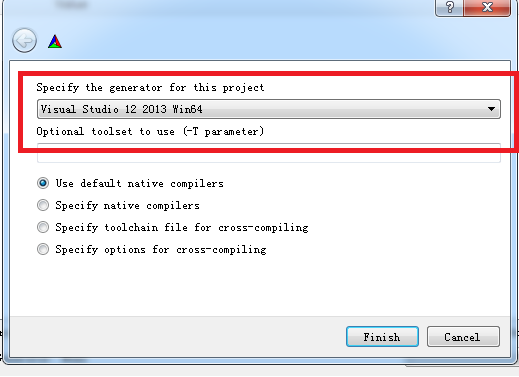 Specify the generator for this project
Visual Studio 12 2013 Win64
Optional toolset to use (-T parameter)
Use default native compilers
Specify native compilers
Specify toolchain file for cross-compiling
Specify options for cross-compiling
Finish
Cancel